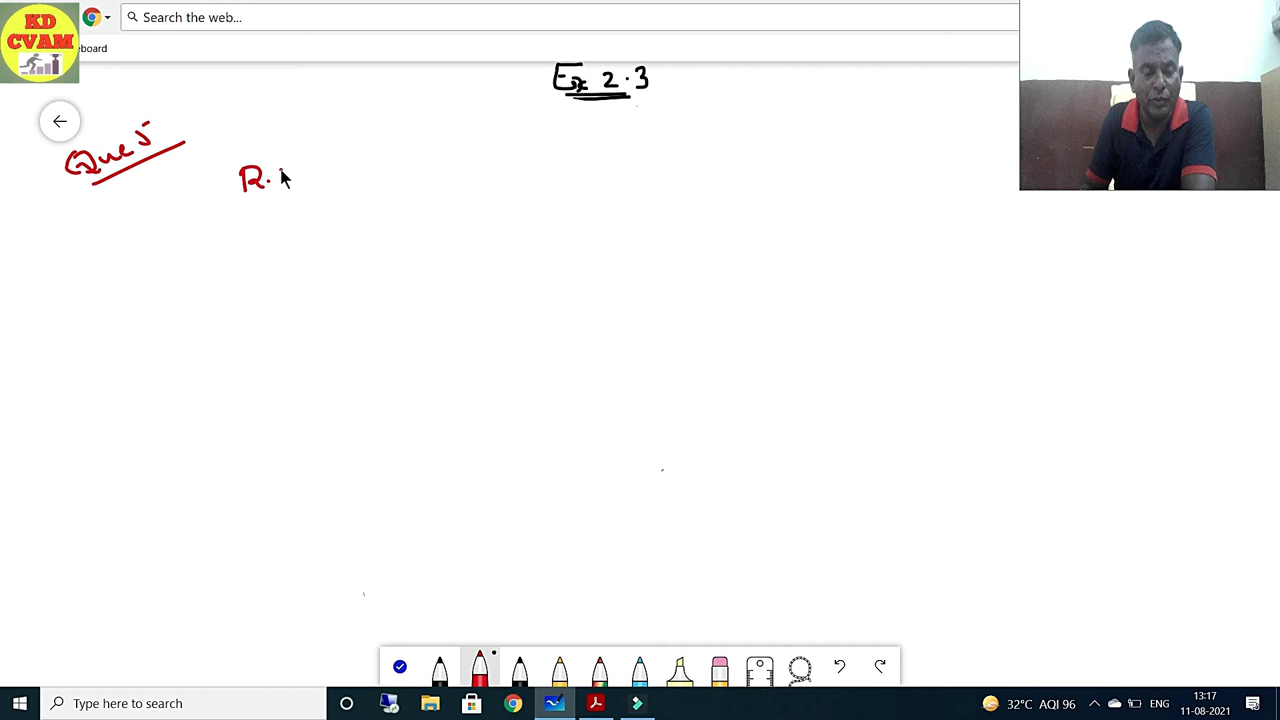 KD
CVAM
Search the web...
eboard
Ex 2.3
Ques
R.
Type here to search
32°C AQI 96
ENG
13:17
11-08-2021